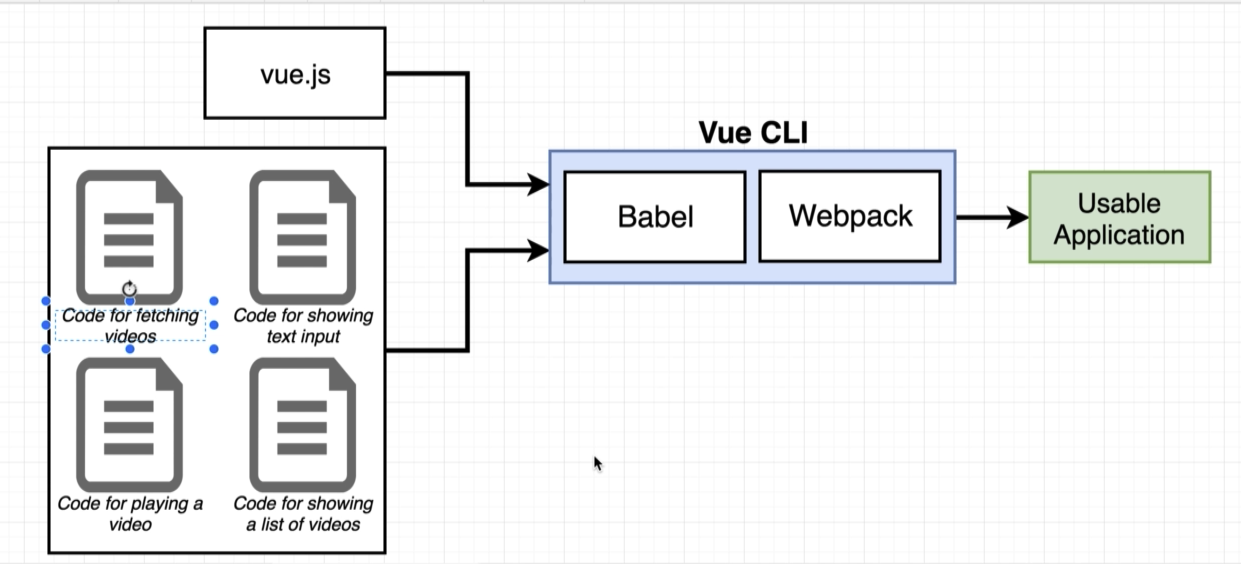 vue.js
Vue CLI
Babel
Webpack
Usable
Application
Code for fetching
videos
Code for showing
text input
Code for playing a
video
Code for showing
a list of videos